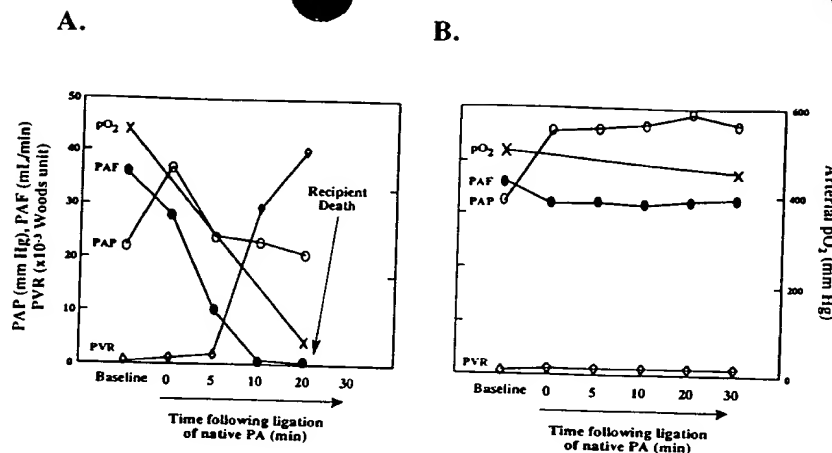 A.
B.
50
40
30
20
10
0
PAP (mm Hg), PAF (mL/min)
PVR (x10⁻³ Woods unit)
pO₂
PAF
PAP
PVR
Recipient
Death
Baseline 0 5 10 20 30
Time following ligation
of native PA (min)
pO₂
PAF
PAP
PVR
600
400
200
0
Arterial pO₂ (mm Hg)
Baseline 0 5 10 20 30
Time following ligation
of native PA (min)